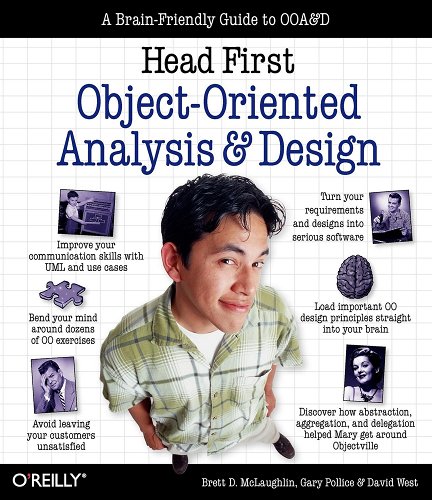 A Brain-Friendly Guide to OOA&D
Head First
Object-Oriented
Analysis & Design
Improve your
communication skills with
UML and use cases
Bend your mind
around dozens
of OO exercises
Avoid leaving
your customers
unsatisfied
Turn your
requirements
and designs into
serious software
Load important OO
design principles straight
into your brain
Discover how abstraction,
aggregation, and delegation
helped Mary get around
Objectville
O'REILLY®
Brett D. McLaughlin, Gary Pollice & David West